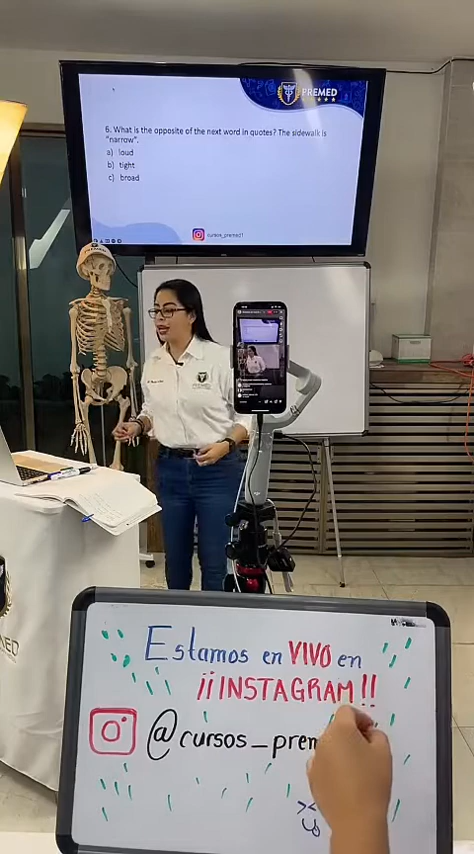 PREMED
6. What is the opposite of the next word in quotes? The sidewalk is
"narrow".
a) loud
b) tight
c) broad
cursos_premed1
Estamos en VIVO en
¡¡INSTAGRAM!!
@cursos_prem